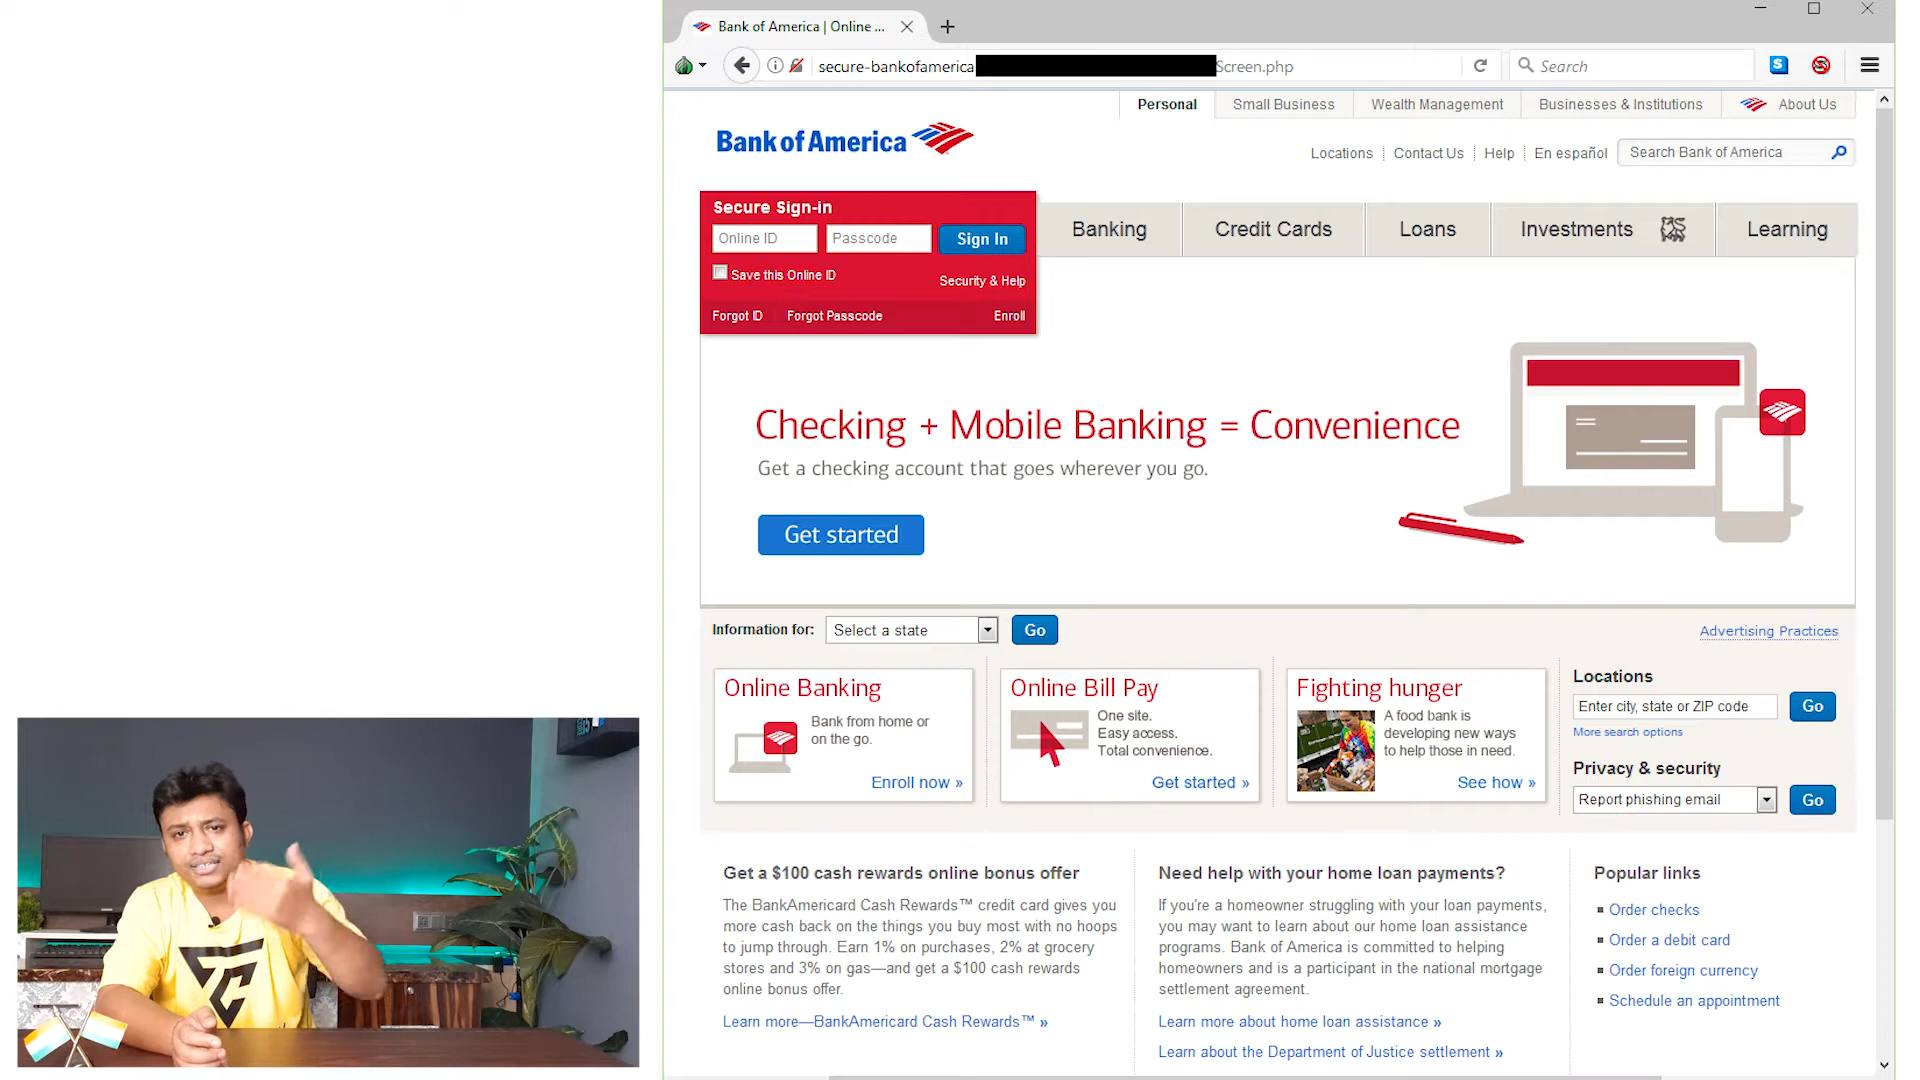 Bank of America | Online ...
secure-bankofamerica
Screen.php
Search
Personal
Small Business
Wealth Management
Businesses & Institutions
About Us
Bank of America
Locations
Contact Us
Help
En español
Search Bank of America
Secure Sign-in
Online ID
Passcode
Sign In
Save this Online ID
Security & Help
Forgot ID
Forgot Passcode
Enroll
Banking
Credit Cards
Loans
Investments
Learning
Checking + Mobile Banking = Convenience
Get a checking account that goes wherever you go.
Get started
Information for:
Select a state
Go
Advertising Practices
Online Banking
Bank from home or
on the go.
Enroll now »
Online Bill Pay
One site.
Easy access.
Total convenience.
Get started »
Fighting hunger
A food bank is
developing new ways
to help those in need.
See how »
Locations
Enter city, state or ZIP code
Go
More search options
Privacy & security
Report phishing email
Go
Get a $100 cash rewards online bonus offer
The BankAmericard Cash Rewards™ credit card gives you
more cash back on the things you buy most with no hoops
to jump through. Earn 1% on purchases, 2% at grocery
stores and 3% on gas—and get a $100 cash rewards
online bonus offer.
Learn more—BankAmericard Cash Rewards™ »
Need help with your home loan payments?
If you're a homeowner struggling with your loan payments,
you may want to learn about our home loan assistance
programs. Bank of America is committed to helping
homeowners and is a participant in the national mortgage
settlement agreement.
Learn more about home loan assistance »
Learn about the Department of Justice settlement »
Popular links
Order checks
Order a debit card
Order foreign currency
Schedule an appointment